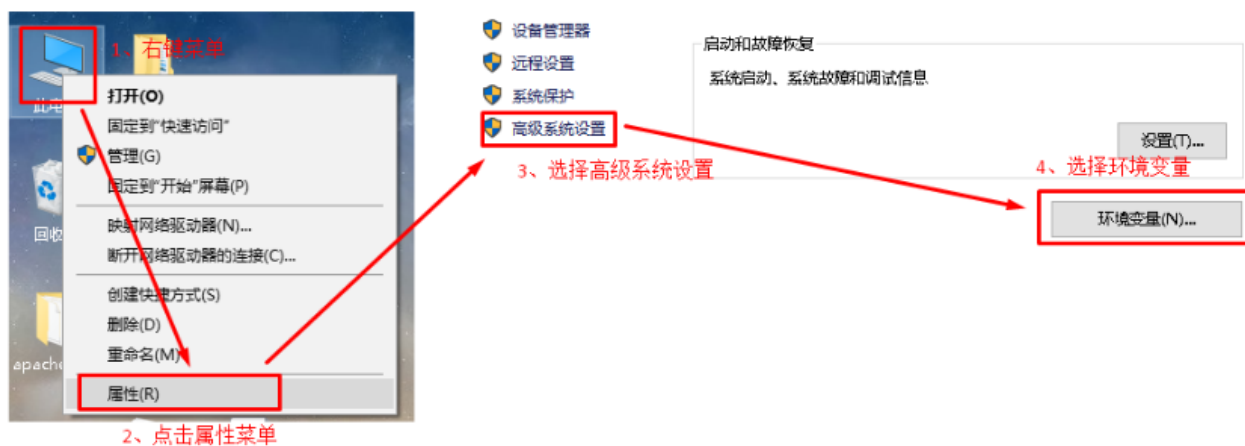 1、右键菜单
此电
打开(O)
固定到"快速访问"
管理(G)
固定到"开始"屏幕(P)
回收
映射网络驱动器(N)...
断开网络驱动器的连接(C)...
创建快捷方式(S)
删除(D)
重命名(M)
apache
属性(R)
2、点击属性菜单
设备管理器
远程设置
系统保护
高级系统设置
3、选择高级系统设置
启动和故障恢复
系统启动、系统故障和调试信息
设置(T)...
4、选择环境变量
环境变量(N)...